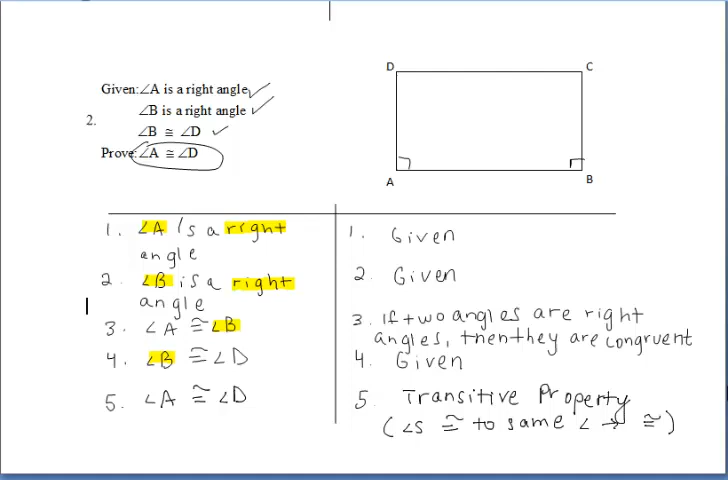 Given:∠A is a right angle
∠B is a right angle
2.
∠B ≅ ∠D
Prove:∠A ≅ ∠D
D
C
A
B
1. ∠A is a right
angle
2. ∠B is a right
angle
3. ∠A ≅ ∠B
4. ∠B ≅ ∠D
5. ∠A ≅ ∠D
1. Given
2. Given
3. If two angles are right
angles, then they are congruent
4. Given
5. Transitive Property
(∠s ≅ to same ∠ → ≅)